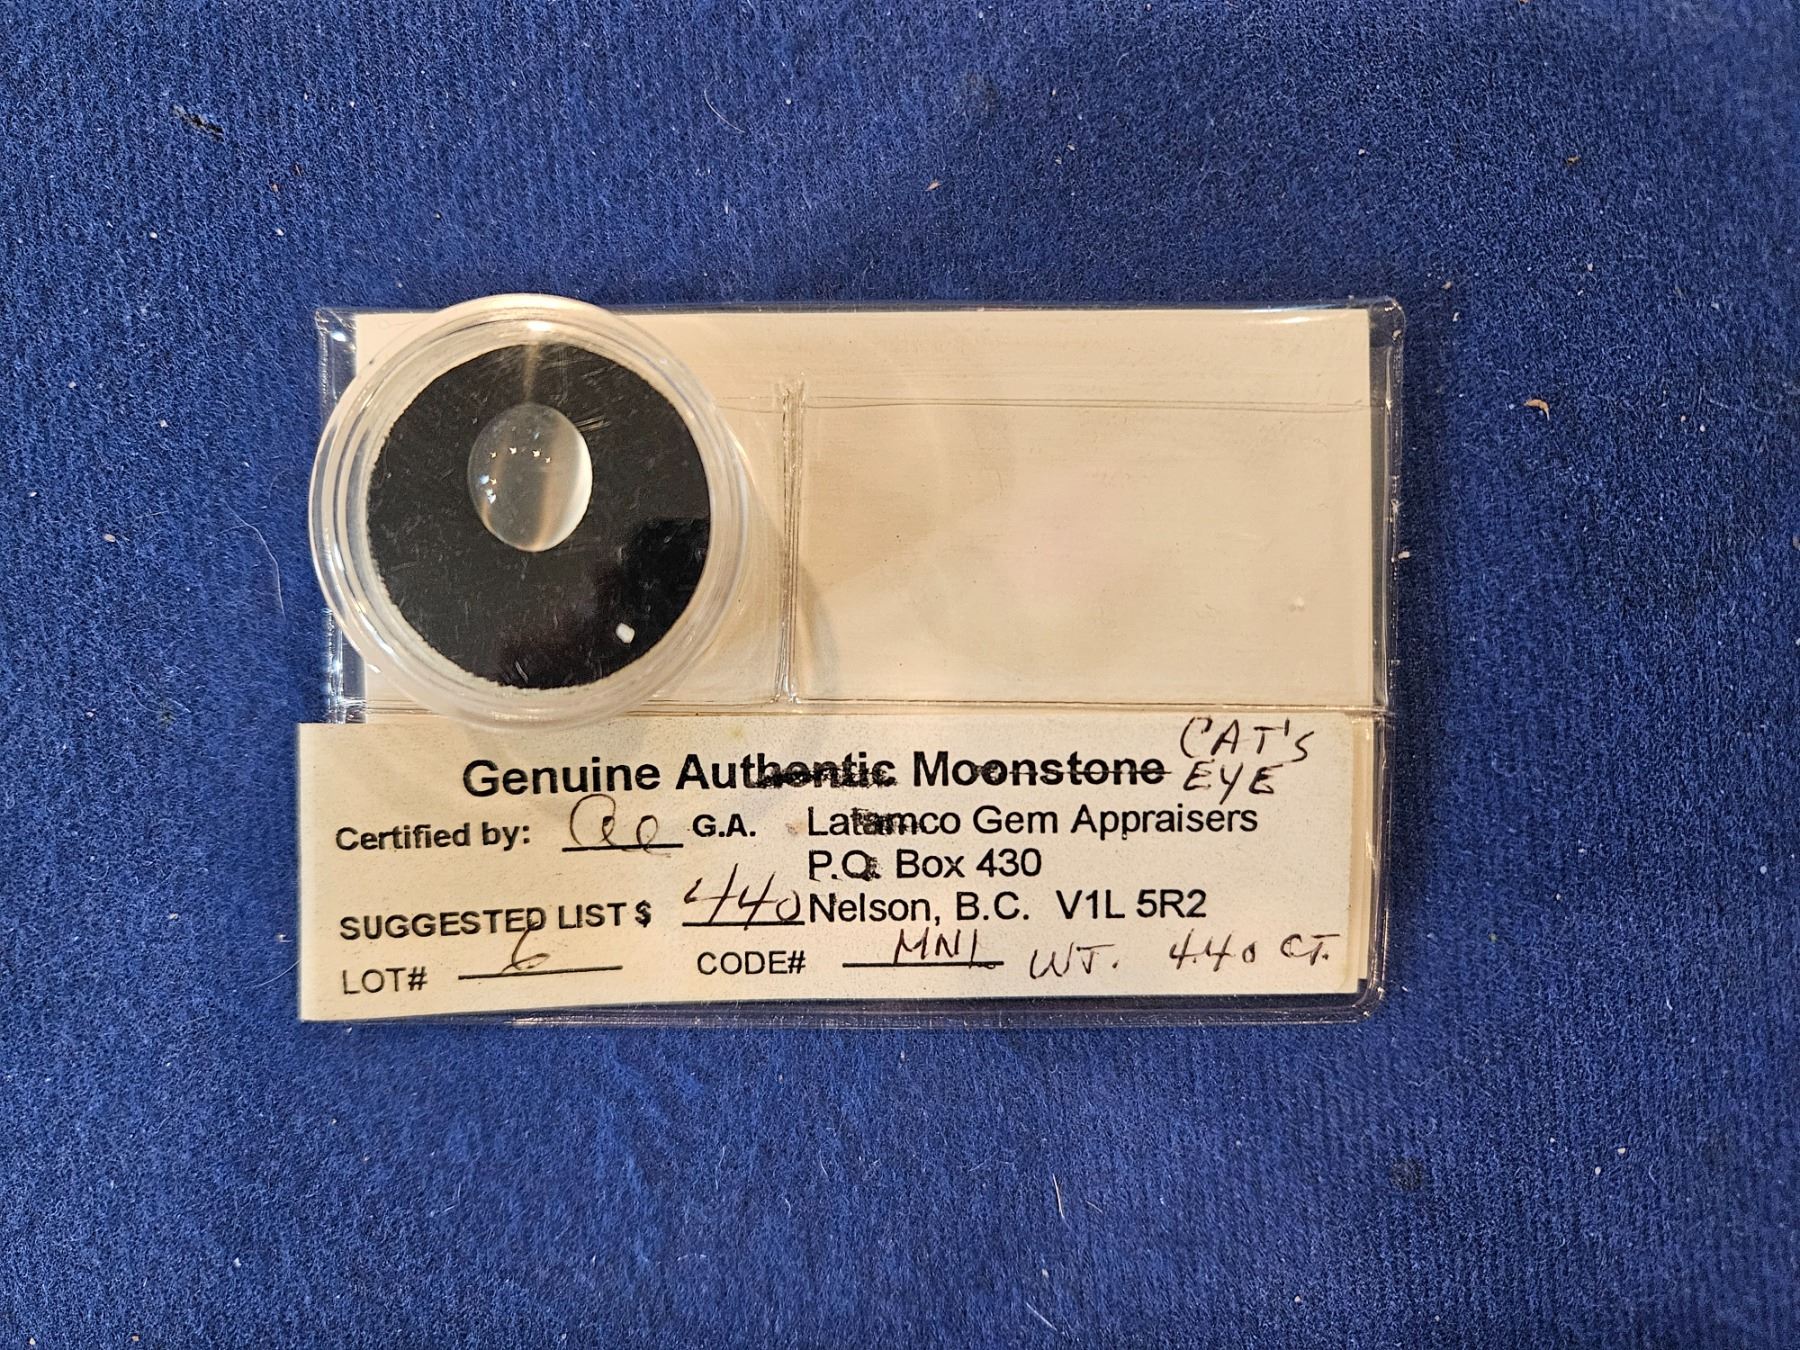 Genuine Authentic Moonstone CAT'S EYE
Certified by: G.A. Latamco Gem Appraisers
P.O. Box 430
SUGGESTED LIST $ 440 Nelson, B.C. V1L 5R2
LOT# 6 CODE# MN1 WT. 4.40 CT.